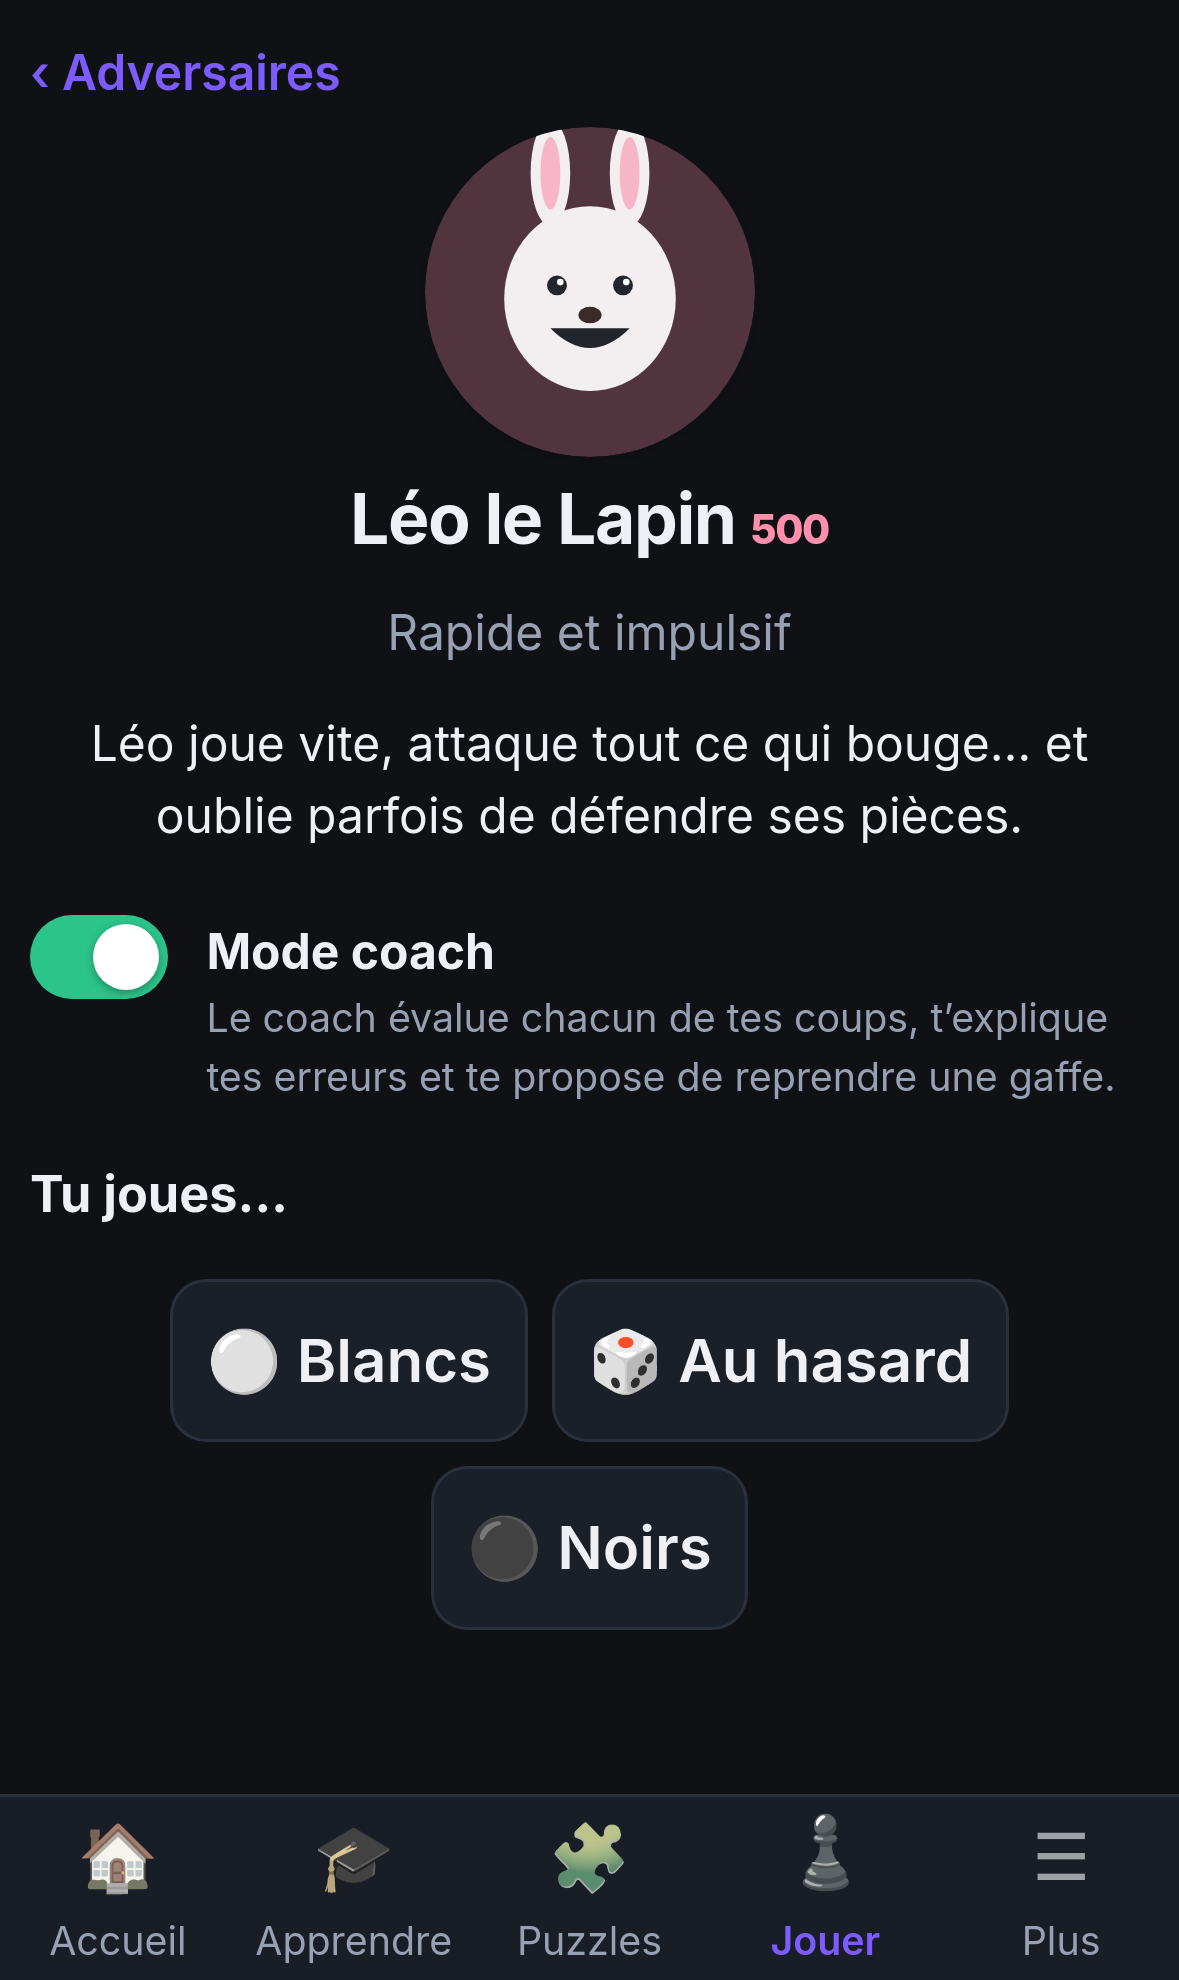 ‹ Adversaires
Léo le Lapin 500
Rapide et impulsif
Léo joue vite, attaque tout ce qui bouge… et
oublie parfois de défendre ses pièces.
Mode coach
Le coach évalue chacun de tes coups, t’explique
tes erreurs et te propose de reprendre une gaffe.
Tu joues…
Blancs
Au hasard
Noirs
Accueil
Apprendre
Puzzles
Jouer
Plus